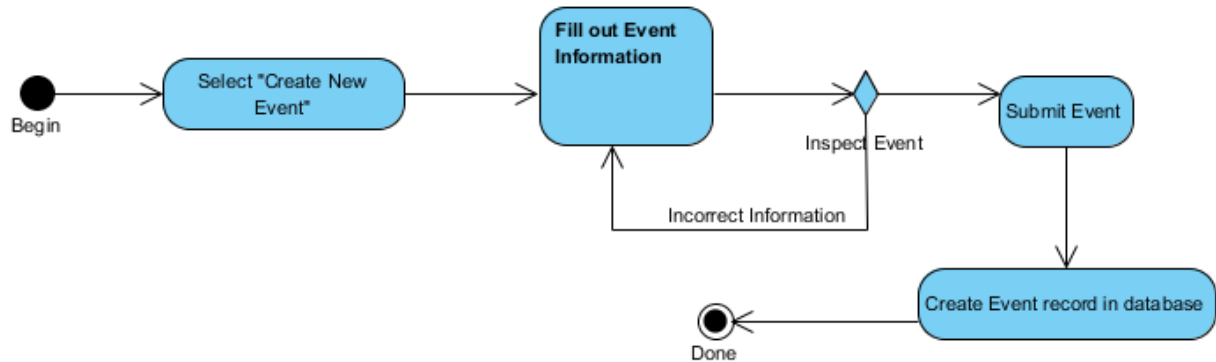 Begin
Select "Create New
Event"
Fill out Event
Information
Inspect Event
Incorrect Information
Submit Event
Create Event record in database
Done